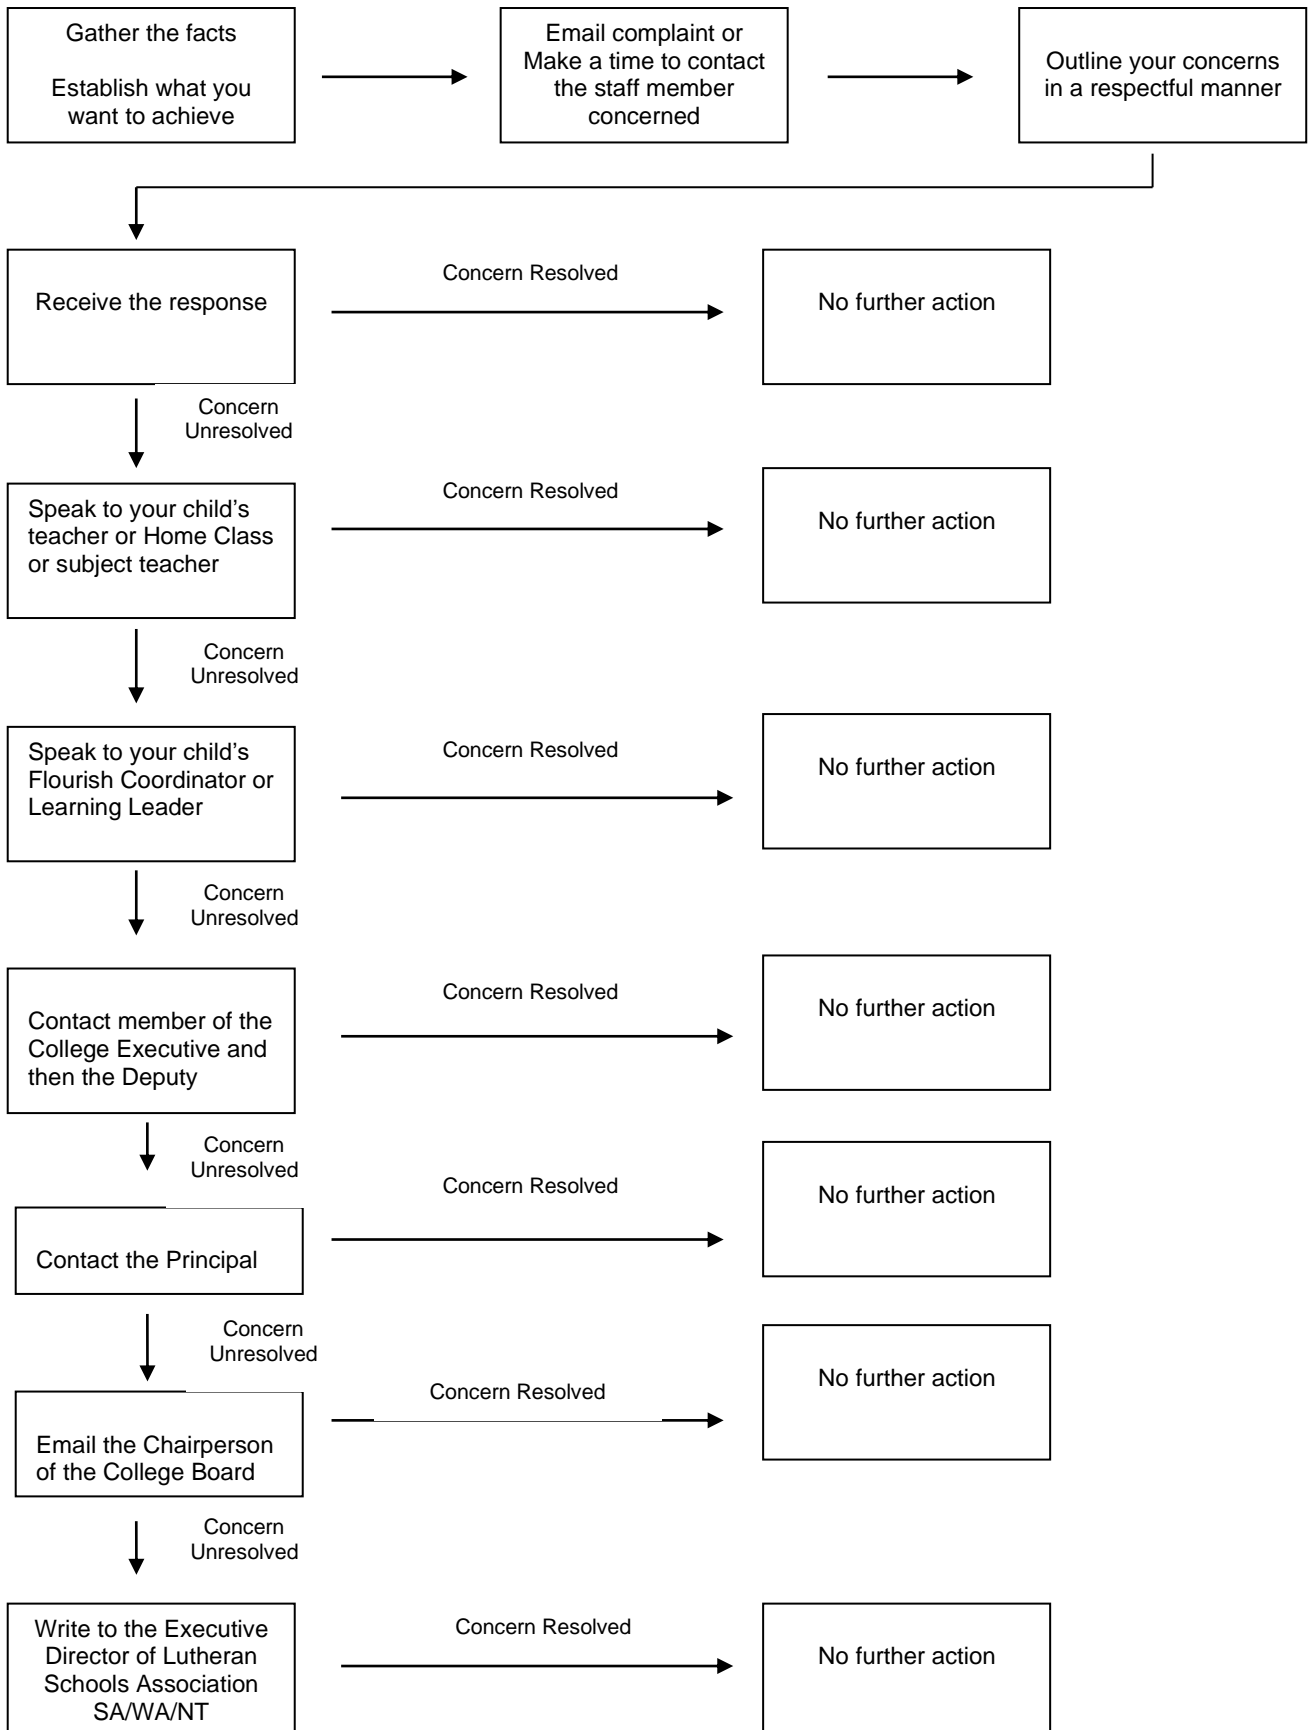 Gather the facts
Establish what you
want to achieve
Email complaint or
Make a time to contact
the staff member
concerned
Outline your concerns
in a respectful manner
Receive the response
Concern Resolved
No further action
Concern
Unresolved
Speak to your child’s
teacher or Home Class
or subject teacher
Concern Resolved
No further action
Concern
Unresolved
Speak to your child’s
Flourish Coordinator or
Learning Leader
Concern Resolved
No further action
Concern
Unresolved
Contact member of the
College Executive and
then the Deputy
Concern Resolved
No further action
Concern
Unresolved
Contact the Principal
Concern Resolved
No further action
Concern
Unresolved
Email the Chairperson
of the College Board
Concern Resolved
No further action
Concern
Unresolved
Write to the Executive
Director of Lutheran
Schools Association
SA/WA/NT
Concern Resolved
No further action